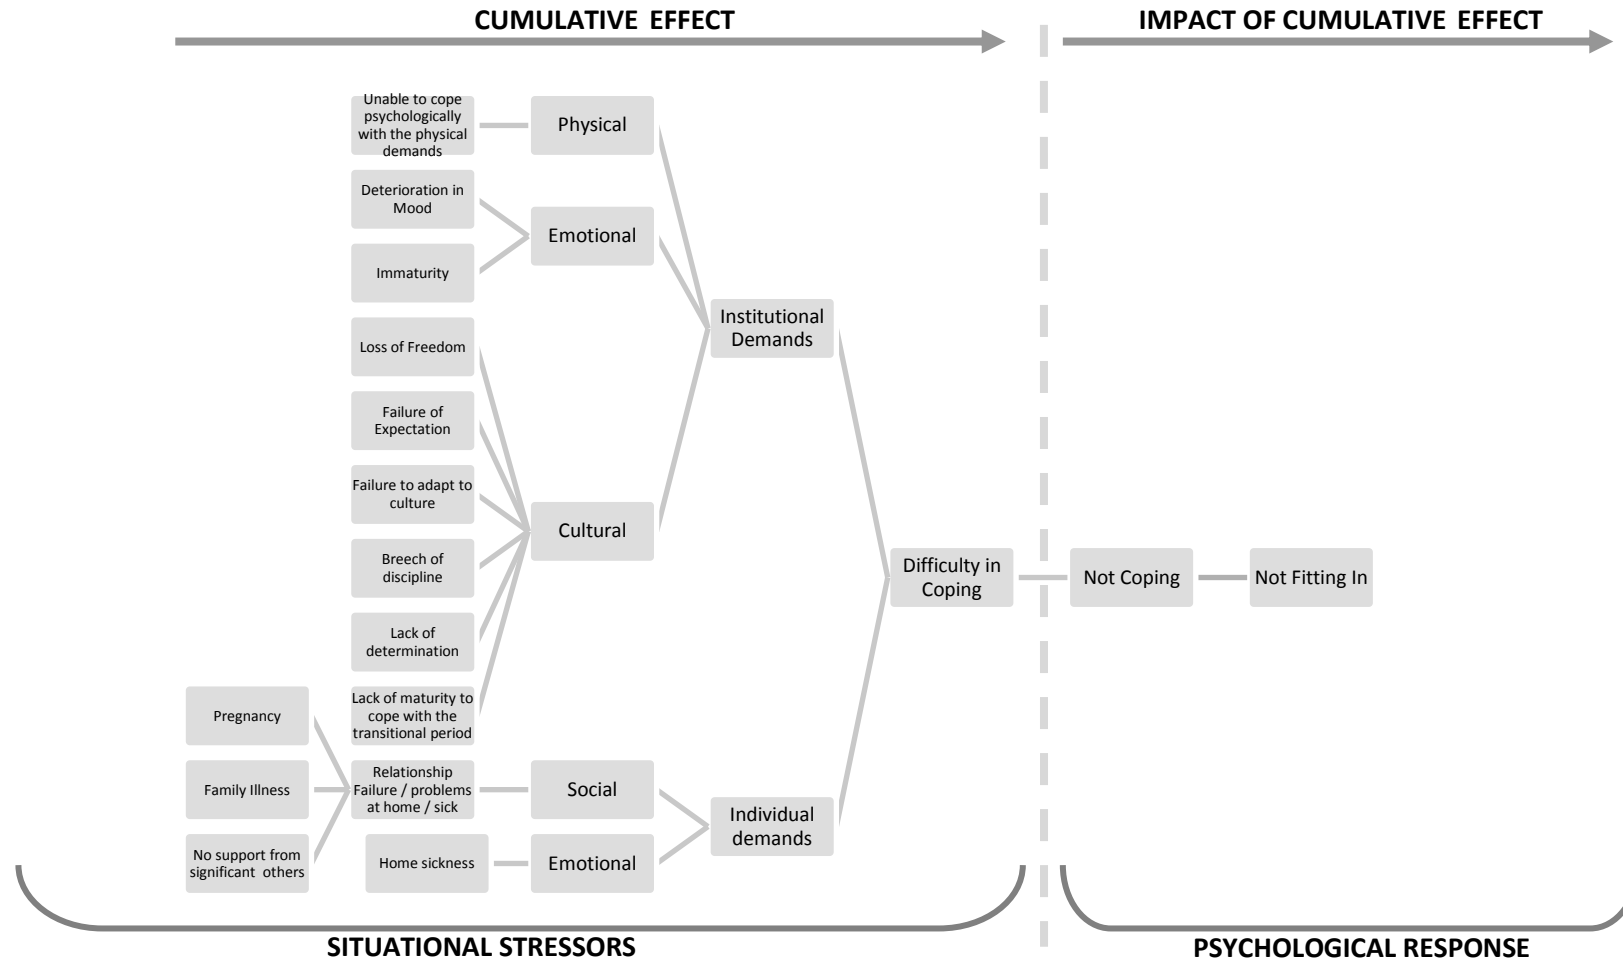 CUMULATIVE EFFECT
IMPACT OF CUMULATIVE EFFECT
Unable to cope
psychologically
with the physical
demands
Physical
Deterioration in
Mood
Emotional
Immaturity
Institutional
Demands
Loss of Freedom
Failure of
Expectation
Failure to adapt to
culture
Cultural
Breech of
discipline
Difficulty in
Coping
Not Coping
Not Fitting In
Lack of
determination
Pregnancy
Lack of maturity to
cope with the
transitional period
Family Illness
Relationship
Failure / problems
at home / sick
Social
Individual
demands
No support from
significant others
Home sickness
Emotional
SITUATIONAL STRESSORS
PSYCHOLOGICAL RESPONSE